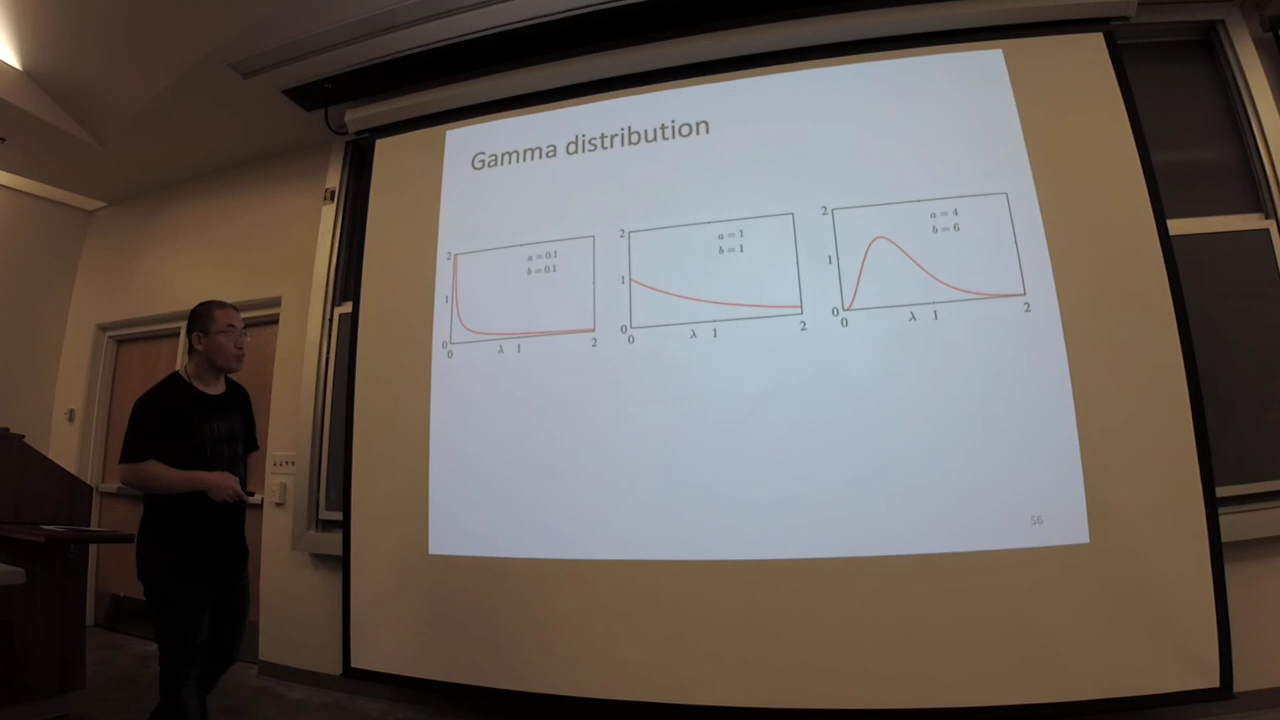 Gamma distribution
2
1
0
0
λ 1
2
a = 0.1
b = 0.1
2
1
0
0
λ 1
2
a = 1
b = 1
2
1
0
0
λ 1
2
a = 4
b = 6
56